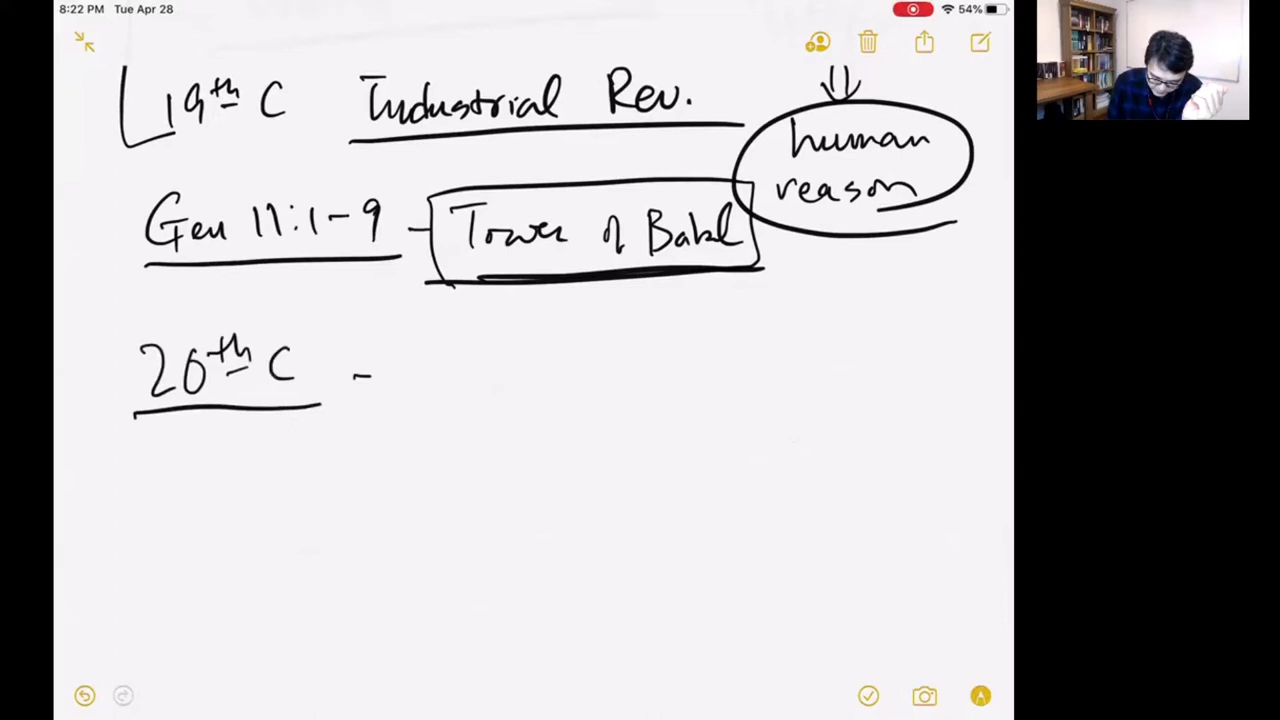 8:22 PM Tue Apr 28
54%
19th C Industrial Rev.
human
reason
Gen 11:1-9 - Tower of Babel
20th C -